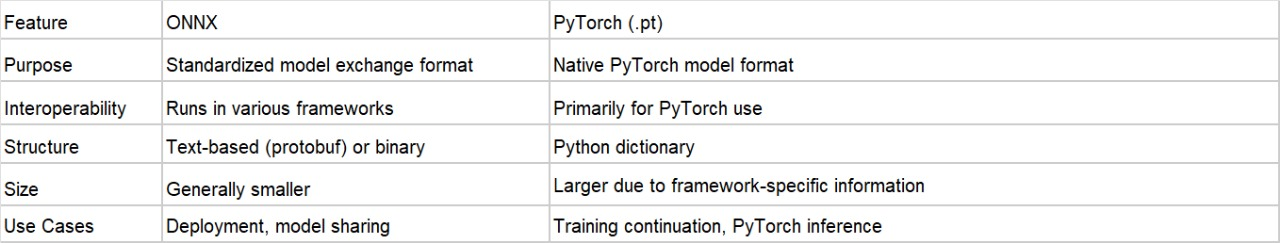 Feature ONNX PyTorch (.pt)
Purpose Standardized model exchange format Native PyTorch model format
Interoperability Runs in various frameworks Primarily for PyTorch use
Structure Text-based (protobuf) or binary Python dictionary
Size Generally smaller Larger due to framework-specific information
Use Cases Deployment, model sharing Training continuation, PyTorch inference